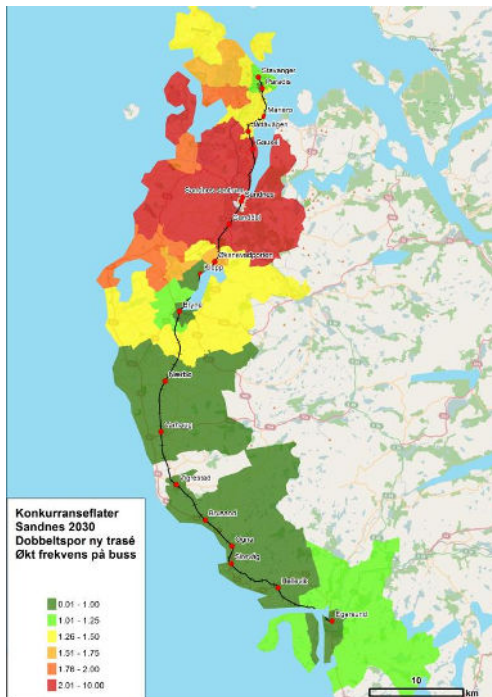 Stavanger
Paradis
Mariero
Jåttåvågen
Gausel
Sandnes sentrum
Sandnes
Ganddal
Øksnevadporten
Klepp
Bryne
Nærbø
Varhaug
Vigrestad
Brusand
Ogna
Sirevåg
Hellvik
Egersund
Konkurranseflater
Sandnes 2030
Dobbeltspor ny trasé
Økt frekvens på buss
0.01 - 1.00
1.01 - 1.25
1.26 - 1.50
1.51 - 1.75
1.76 - 2.00
2.01 - 10.00
10
km